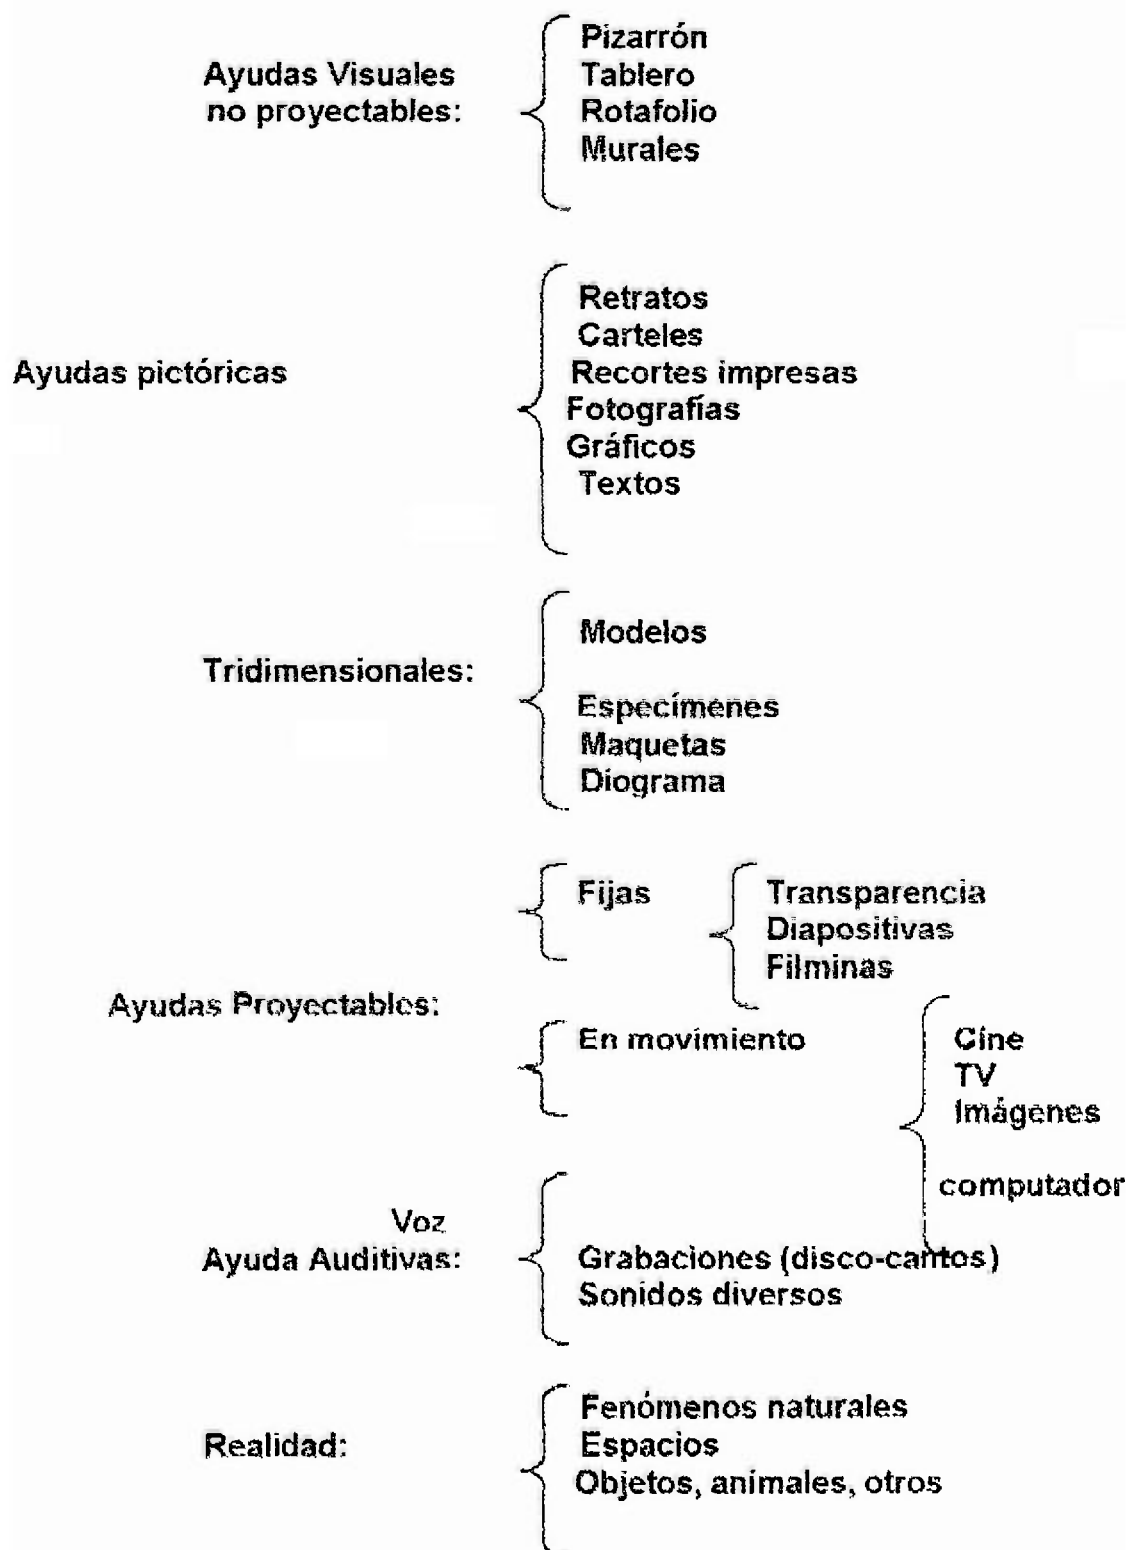 Ayudas Visuales
no proyectables:
Pizarrón
Tablero
Rotafolio
Murales
Ayudas pictóricas
Retratos
Carteles
Recortes impresas
Fotografías
Gráficos
Textos
Tridimensionales:
Modelos
Especímenes
Maquetas
Diograma
Ayudas Proyectables:
Fijas
Transparencia
Diapositivas
Filminas
En movimiento
Cine
TV
Imágenes
computador
Voz
Ayuda Auditivas:
Grabaciones (disco-cantos)
Sonidos diversos
Realidad:
Fenómenos naturales
Espacios
Objetos, animales, otros